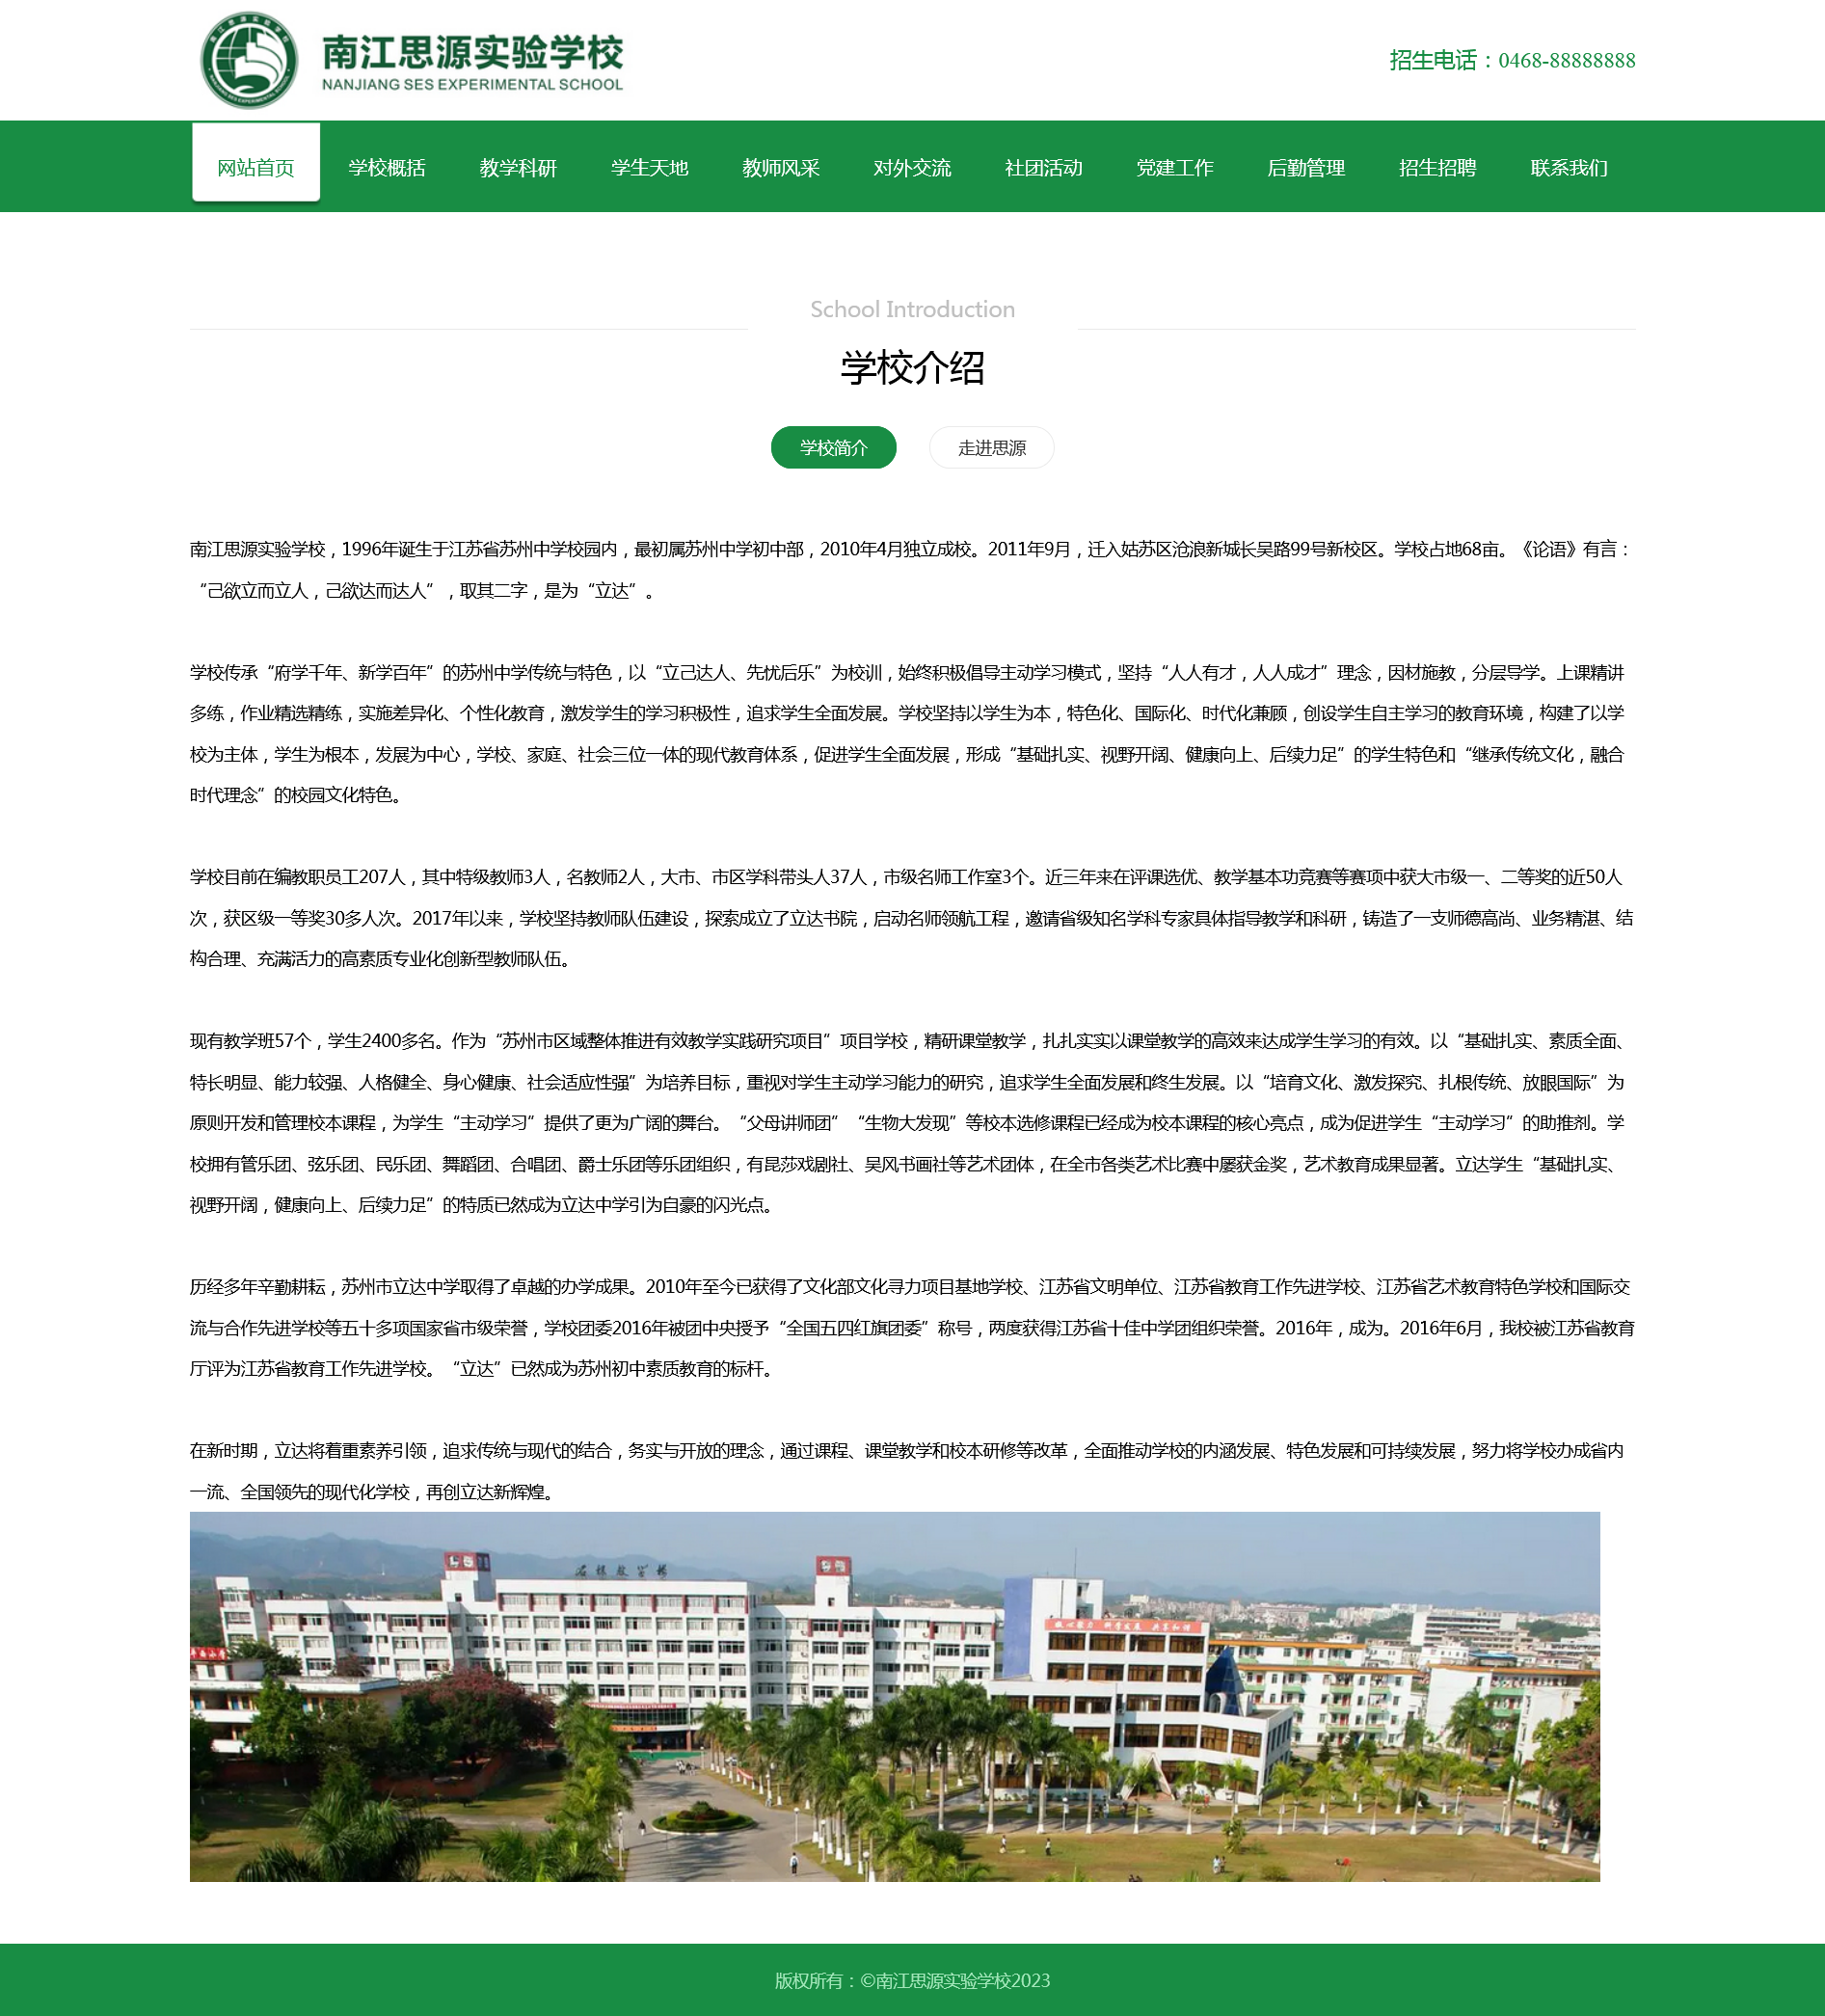 南江思源实验学校
NANJIANG SES EXPERIMENTAL SCHOOL
招生电话：0468-88888888
网站首页 学校概括 教学科研 学生天地 教师风采 对外交流 社团活动 党建工作 后勤管理 招生招聘 联系我们
School Introduction
学校介绍
学校简介 走进思源
南江思源实验学校，1996年诞生于江苏省苏州中学校园内，最初属苏州中学初中部，2010年4月独立成校。2011年9月，迁入姑苏区沧浪新城长吴路99号新校区。学校占地68亩。《论语》有言：
“己欲立而立人，己欲达而达人”，取其二字，是为“立达”。
学校传承“府学千年、新学百年”的苏州中学传统与特色，以“立己达人、先忧后乐”为校训，始终积极倡导主动学习模式，坚持“人人有才，人人成才”理念，因材施教，分层导学。上课精讲
多练，作业精选精练，实施差异化、个性化教育，激发学生的学习积极性，追求学生全面发展。学校坚持以学生为本，特色化、国际化、时代化兼顾，创设学生自主学习的教育环境，构建了以学
校为主体，学生为根本，发展为中心，学校、家庭、社会三位一体的现代教育体系，促进学生全面发展，形成“基础扎实、视野开阔、健康向上、后续力足”的学生特色和“继承传统文化，融合
时代理念”的校园文化特色。
学校目前在编教职员工207人，其中特级教师3人，名教师2人，大市、市区学科带头人37人，市级名师工作室3个。近三年来在评课选优、教学基本功竞赛等赛项中获大市级一、二等奖的近50人
次，获区级一等奖30多人次。2017年以来，学校坚持教师队伍建设，探索成立了立达书院，启动名师领航工程，邀请省级知名学科专家具体指导教学和科研，铸造了一支师德高尚、业务精湛、结
构合理、充满活力的高素质专业化创新型教师队伍。
现有教学班57个，学生2400多名。作为“苏州市区域整体推进有效教学实践研究项目”项目学校，精研课堂教学，扎扎实实以课堂教学的高效来达成学生学习的有效。以“基础扎实、素质全面、
特长明显、能力较强、人格健全、身心健康、社会适应性强”为培养目标，重视对学生主动学习能力的研究，追求学生全面发展和终生发展。以“培育文化、激发探究、扎根传统、放眼国际”为
原则开发和管理校本课程，为学生“主动学习”提供了更为广阔的舞台。“父母讲师团”“生物大发现”等校本选修课程已经成为校本课程的核心亮点，成为促进学生“主动学习”的助推剂。学
校拥有管乐团、弦乐团、民乐团、舞蹈团、合唱团、爵士乐团等乐团组织，有昆莎戏剧社、吴风书画社等艺术团体，在全市各类艺术比赛中屡获金奖，艺术教育成果显著。立达学生“基础扎实、
视野开阔，健康向上、后续力足”的特质已然成为立达中学引为自豪的闪光点。
历经多年辛勤耕耘，苏州市立达中学取得了卓越的办学成果。2010年至今已获得了文化部文化寻力项目基地学校、江苏省文明单位、江苏省教育工作先进学校、江苏省艺术教育特色学校和国际交
流与合作先进学校等五十多项国家省市级荣誉，学校团委2016年被团中央授予“全国五四红旗团委”称号，两度获得江苏省十佳中学团组织荣誉。2016年，成为。2016年6月，我校被江苏省教育
厅评为江苏省教育工作先进学校。“立达”已然成为苏州初中素质教育的标杆。
在新时期，立达将着重素养引领，追求传统与现代的结合，务实与开放的理念，通过课程、课堂教学和校本研修等改革，全面推动学校的内涵发展、特色发展和可持续发展，努力将学校办成省内
一流、全国领先的现代化学校，再创立达新辉煌。
版权所有：©南江思源实验学校2023